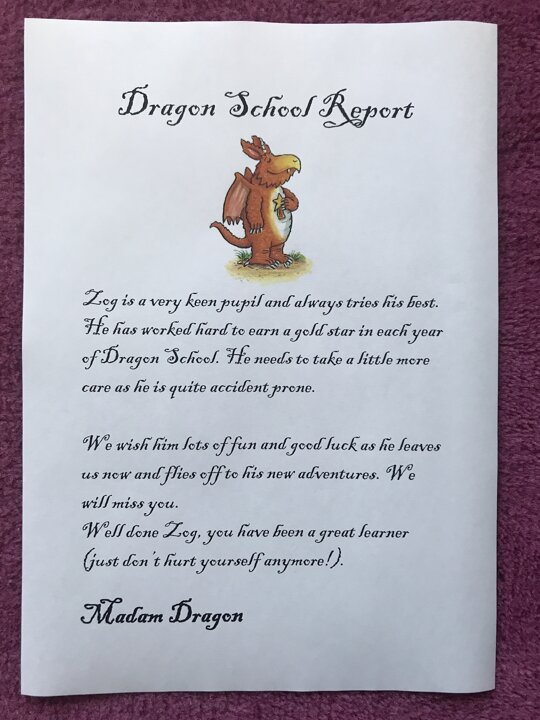 Dragon School Report
Zog is a very keen pupil and always tries his best.
He has worked hard to earn a gold star in each year
of Dragon School. He needs to take a little more
care as he is quite accident prone.
We wish him lots of fun and good luck as he leaves
us now and flies off to his new adventures. We
will miss you.
Well done Zog, you have been a great learner
(just don't hurt yourself anymore!).
Madam Dragon